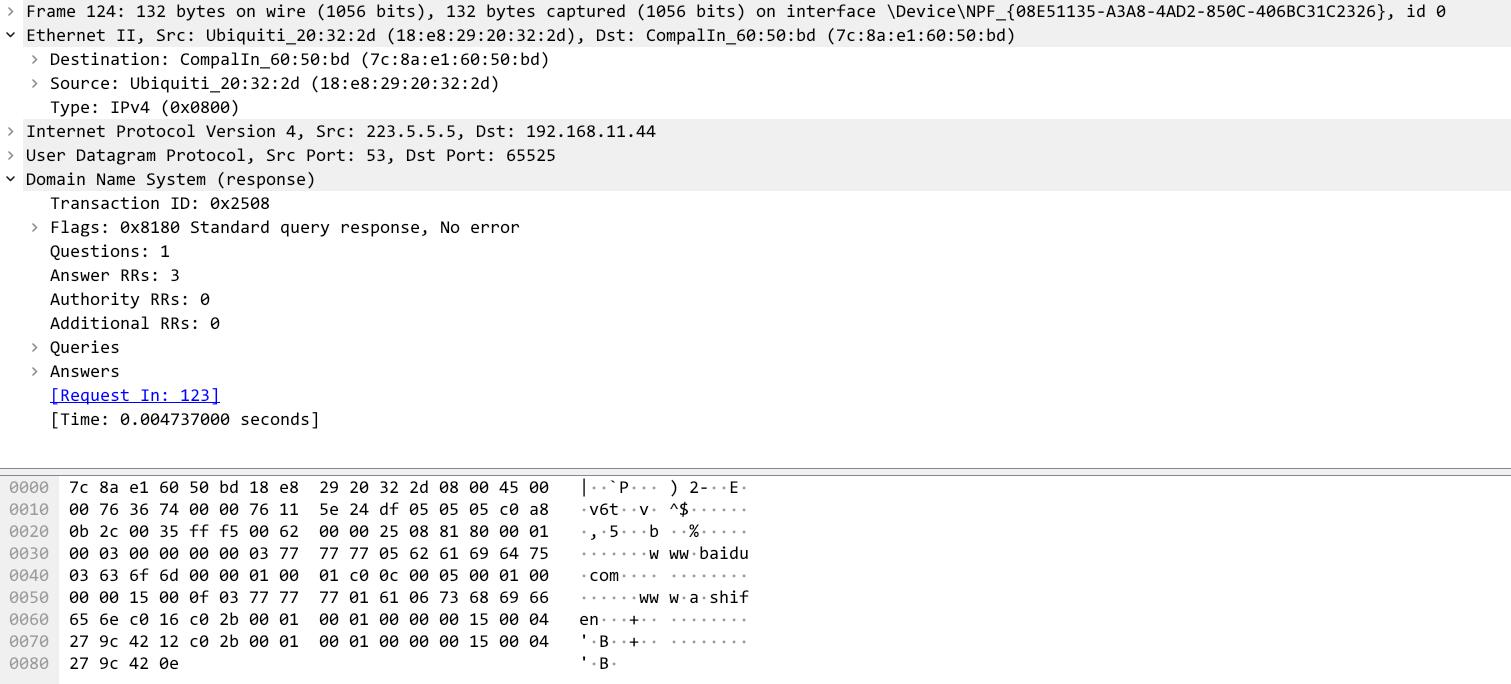 Frame 124: 132 bytes on wire (1056 bits), 132 bytes captured (1056 bits) on interface \Device\NPF_{08E51135-A3A8-4AD2-850C-406BC31C2326}, id 0
Ethernet II, Src: Ubiquiti_20:32:2d (18:e8:29:20:32:2d), Dst: CompalIn_60:50:bd (7c:8a:e1:60:50:bd)
Destination: CompalIn_60:50:bd (7c:8a:e1:60:50:bd)
Source: Ubiquiti_20:32:2d (18:e8:29:20:32:2d)
Type: IPv4 (0x0800)
Internet Protocol Version 4, Src: 223.5.5.5, Dst: 192.168.11.44
User Datagram Protocol, Src Port: 53, Dst Port: 65525
Domain Name System (response)
Transaction ID: 0x2508
Flags: 0x8180 Standard query response, No error
Questions: 1
Answer RRs: 3
Authority RRs: 0
Additional RRs: 0
Queries
Answers
[Request In: 123]
[Time: 0.004737000 seconds]
0000 7c 8a e1 60 50 bd 18 e8 29 20 32 2d 08 00 45 00 |··`P··· ) 2-··E·
0010 00 76 36 74 00 00 76 11 5e 24 df 05 05 05 c0 a8 ·v6t··v· ^$······
0020 0b 2c 00 35 ff f5 00 62 00 00 25 08 81 80 00 01 ·,·5···b ··%·····
0030 00 03 00 00 00 00 03 77 77 77 05 62 61 69 64 75 ·······w ww·baidu
0040 03 63 6f 6d 00 00 01 00 01 c0 0c 00 05 00 01 00 ·com···· ········
0050 00 00 15 00 0f 03 77 77 77 01 61 06 73 68 69 66 ······ww w·a·shif
0060 65 6e c0 16 c0 2b 00 01 00 01 00 00 00 15 00 04 en···+·· ········
0070 27 9c 42 12 c0 2b 00 01 00 01 00 00 00 15 00 04 '·B··+·· ········
0080 27 9c 42 0e '·B·